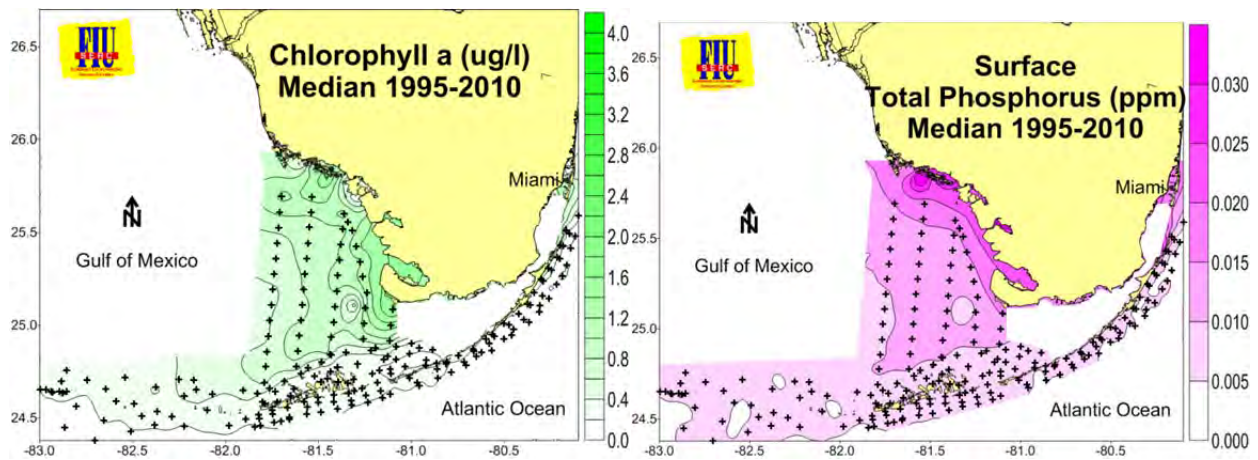 FIU
SERC
Chlorophyll a (ug/l)
Median 1995-2010
Miami
N
Gulf of Mexico
Atlantic Ocean
26.5
26.0
25.5
25.0
24.5
-83.0
-82.5
-82.0
-81.5
-81.0
-80.5
4.0
3.6
3.2
2.8
2.4
2.0
1.6
1.2
0.8
0.4
0.0
FIU
SERC
Surface
Total Phosphorus (ppm)
Median 1995-2010
Miami
N
Gulf of Mexico
Atlantic Ocean
26.5
26.0
25.5
25.0
24.5
-83.0
-82.5
-82.0
-81.5
-81.0
-80.5
0.030
0.025
0.020
0.015
0.010
0.005
0.000